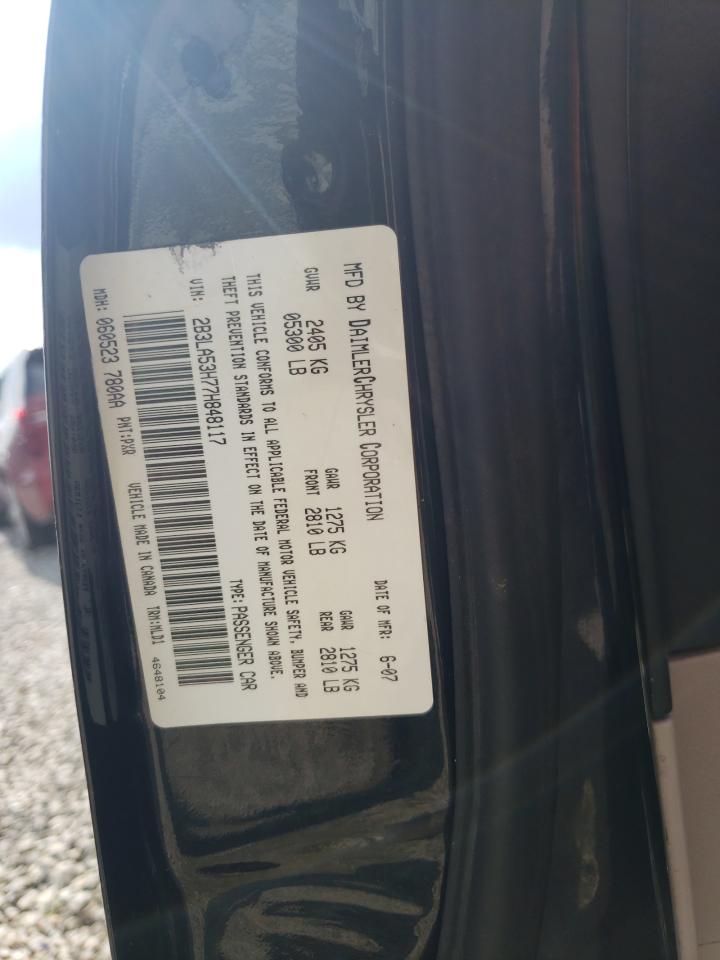 MFD BY DAIMLERCHRYSLER CORPORATION DATE OF MFR: 6-07
GVWR 2405 KG GAWR 1275 KG GAWR 1275 KG
05300 LB FRONT 2810 LB REAR 2810 LB
THIS VEHICLE CONFORMS TO ALL APPLICABLE FEDERAL MOTOR VEHICLE SAFETY, BUMPER AND
THEFT PREVENTION STANDARDS IN EFFECT ON THE DATE OF MANUFACTURE SHOWN ABOVE.
VIN: 2B3LA53H77H848117 TYPE: PASSENGER CAR
MDH: 060523 780AA PNT:PXR VEHICLE MADE IN CANADA TRM:MLD1 4648104